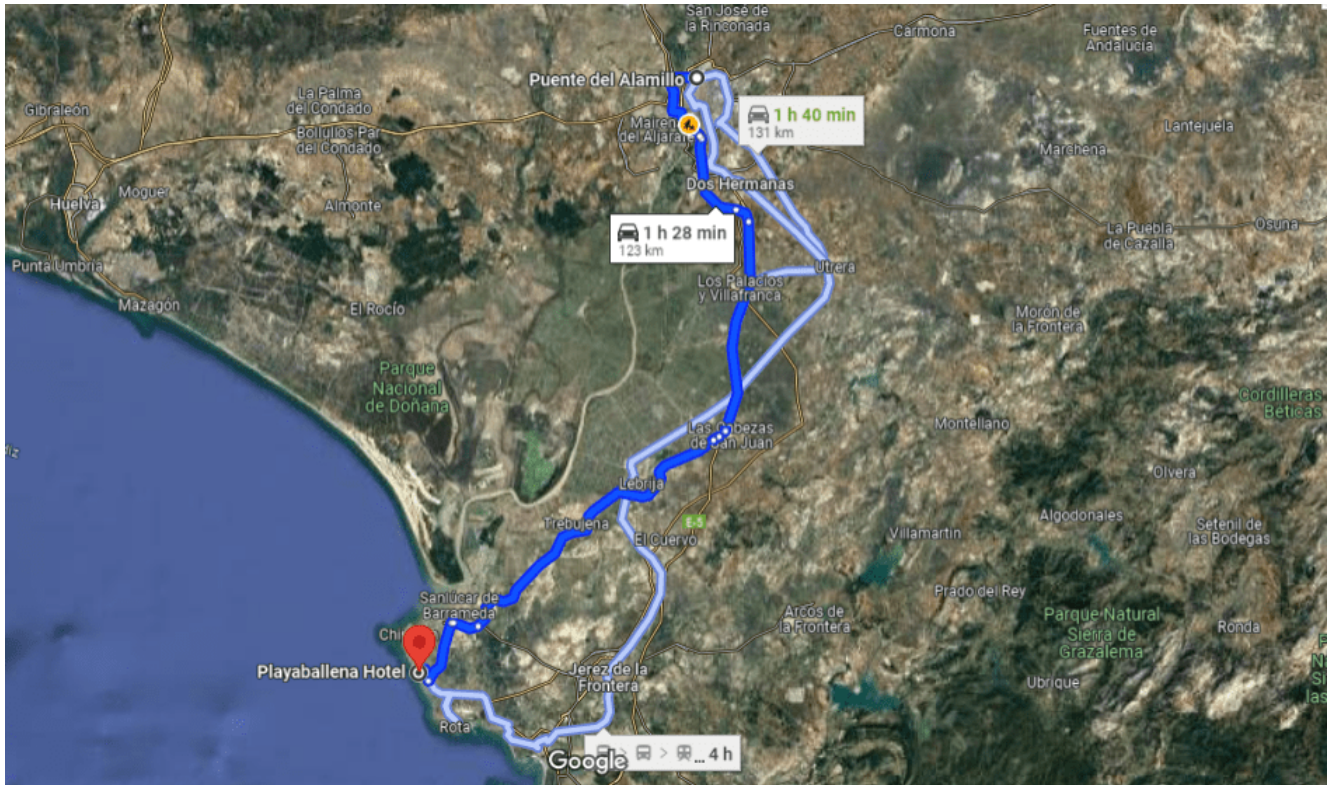 San José de
la Rinconada
Carmona
Fuentes de
Andalucía
Puente del Alamillo
La Palma
del Condado
Gibraleón
1 h 40 min
131 km
Mairena
del Aljarafe
Bollullos Par
del Condado
Lantejuela
Marchena
Dos Hermanas
Moguer
Huelva
Almonte
1 h 28 min
123 km
La Puebla
de Cazalla
Osuna
Punta Umbría
Utrera
Los Palacios
y Villafranca
Mazagón
El Rocío
Morón de
la Frontera
Parque
Nacional
de Doñana
Cordilleras
Béticas
Las Cabezas
de San Juan
Montellano
Olvera
Lebrija
Trebujena
E-5
El Cuervo
Algodonales
Villamartín
Setenil de
las Bodegas
Prado del Rey
Sanlúcar de
Barrameda
Chi
Arcos de
la Frontera
Parque Natural
Sierra de
Grazalema
Ronda
Playaballena Hotel
Jerez de la
Frontera
Ubrique
Rota
> > ... 4 h
Google